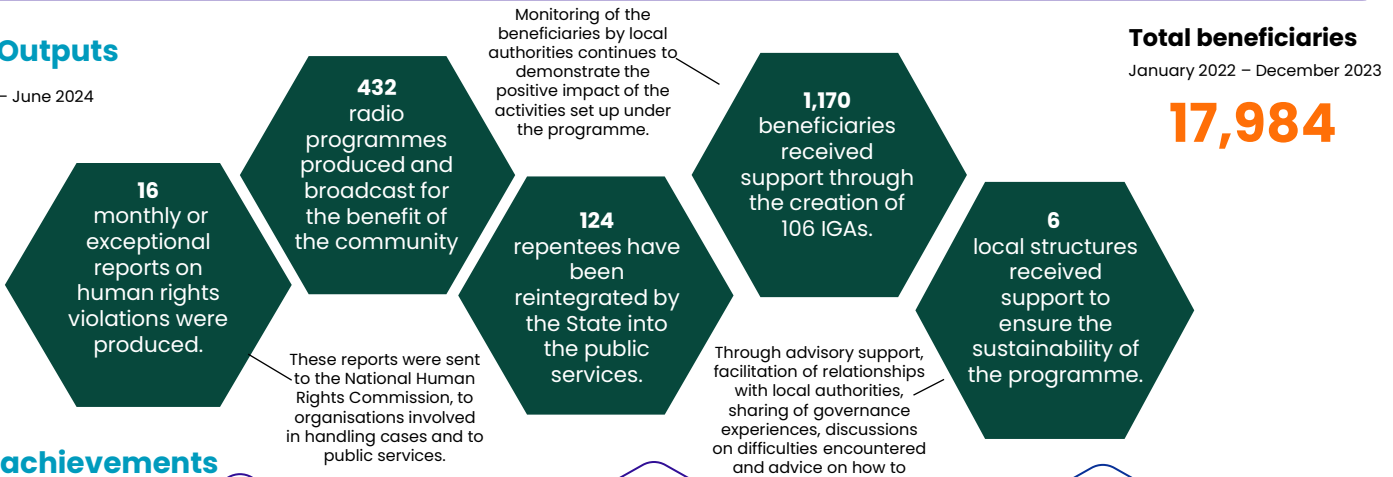 Outputs
– June 2024
16
monthly or
exceptional
reports on
human rights
violations were
produced.
These reports were sent
to the National Human
Rights Commission, to
organisations involved
in handling cases and to
public services.
432
radio
programmes
produced and
broadcast for
the benefit of
the community
124
repentees have
been
reintegrated by
the State into
the public
services.
Monitoring of the
beneficiaries by local
authorities continues to
demonstrate the
positive impact of the
activities set up under
the programme.
1,170
beneficiaries
received
support through
the creation of
106 IGAs.
6
local structures
received
support to
ensure the
sustainability of
the programme.
Through advisory support,
facilitation of relationships
with local authorities,
sharing of governance
experiences, discussions
on difficulties encountered
and advice on how to
Total beneficiaries
January 2022 – December 2023
17,984
achievements